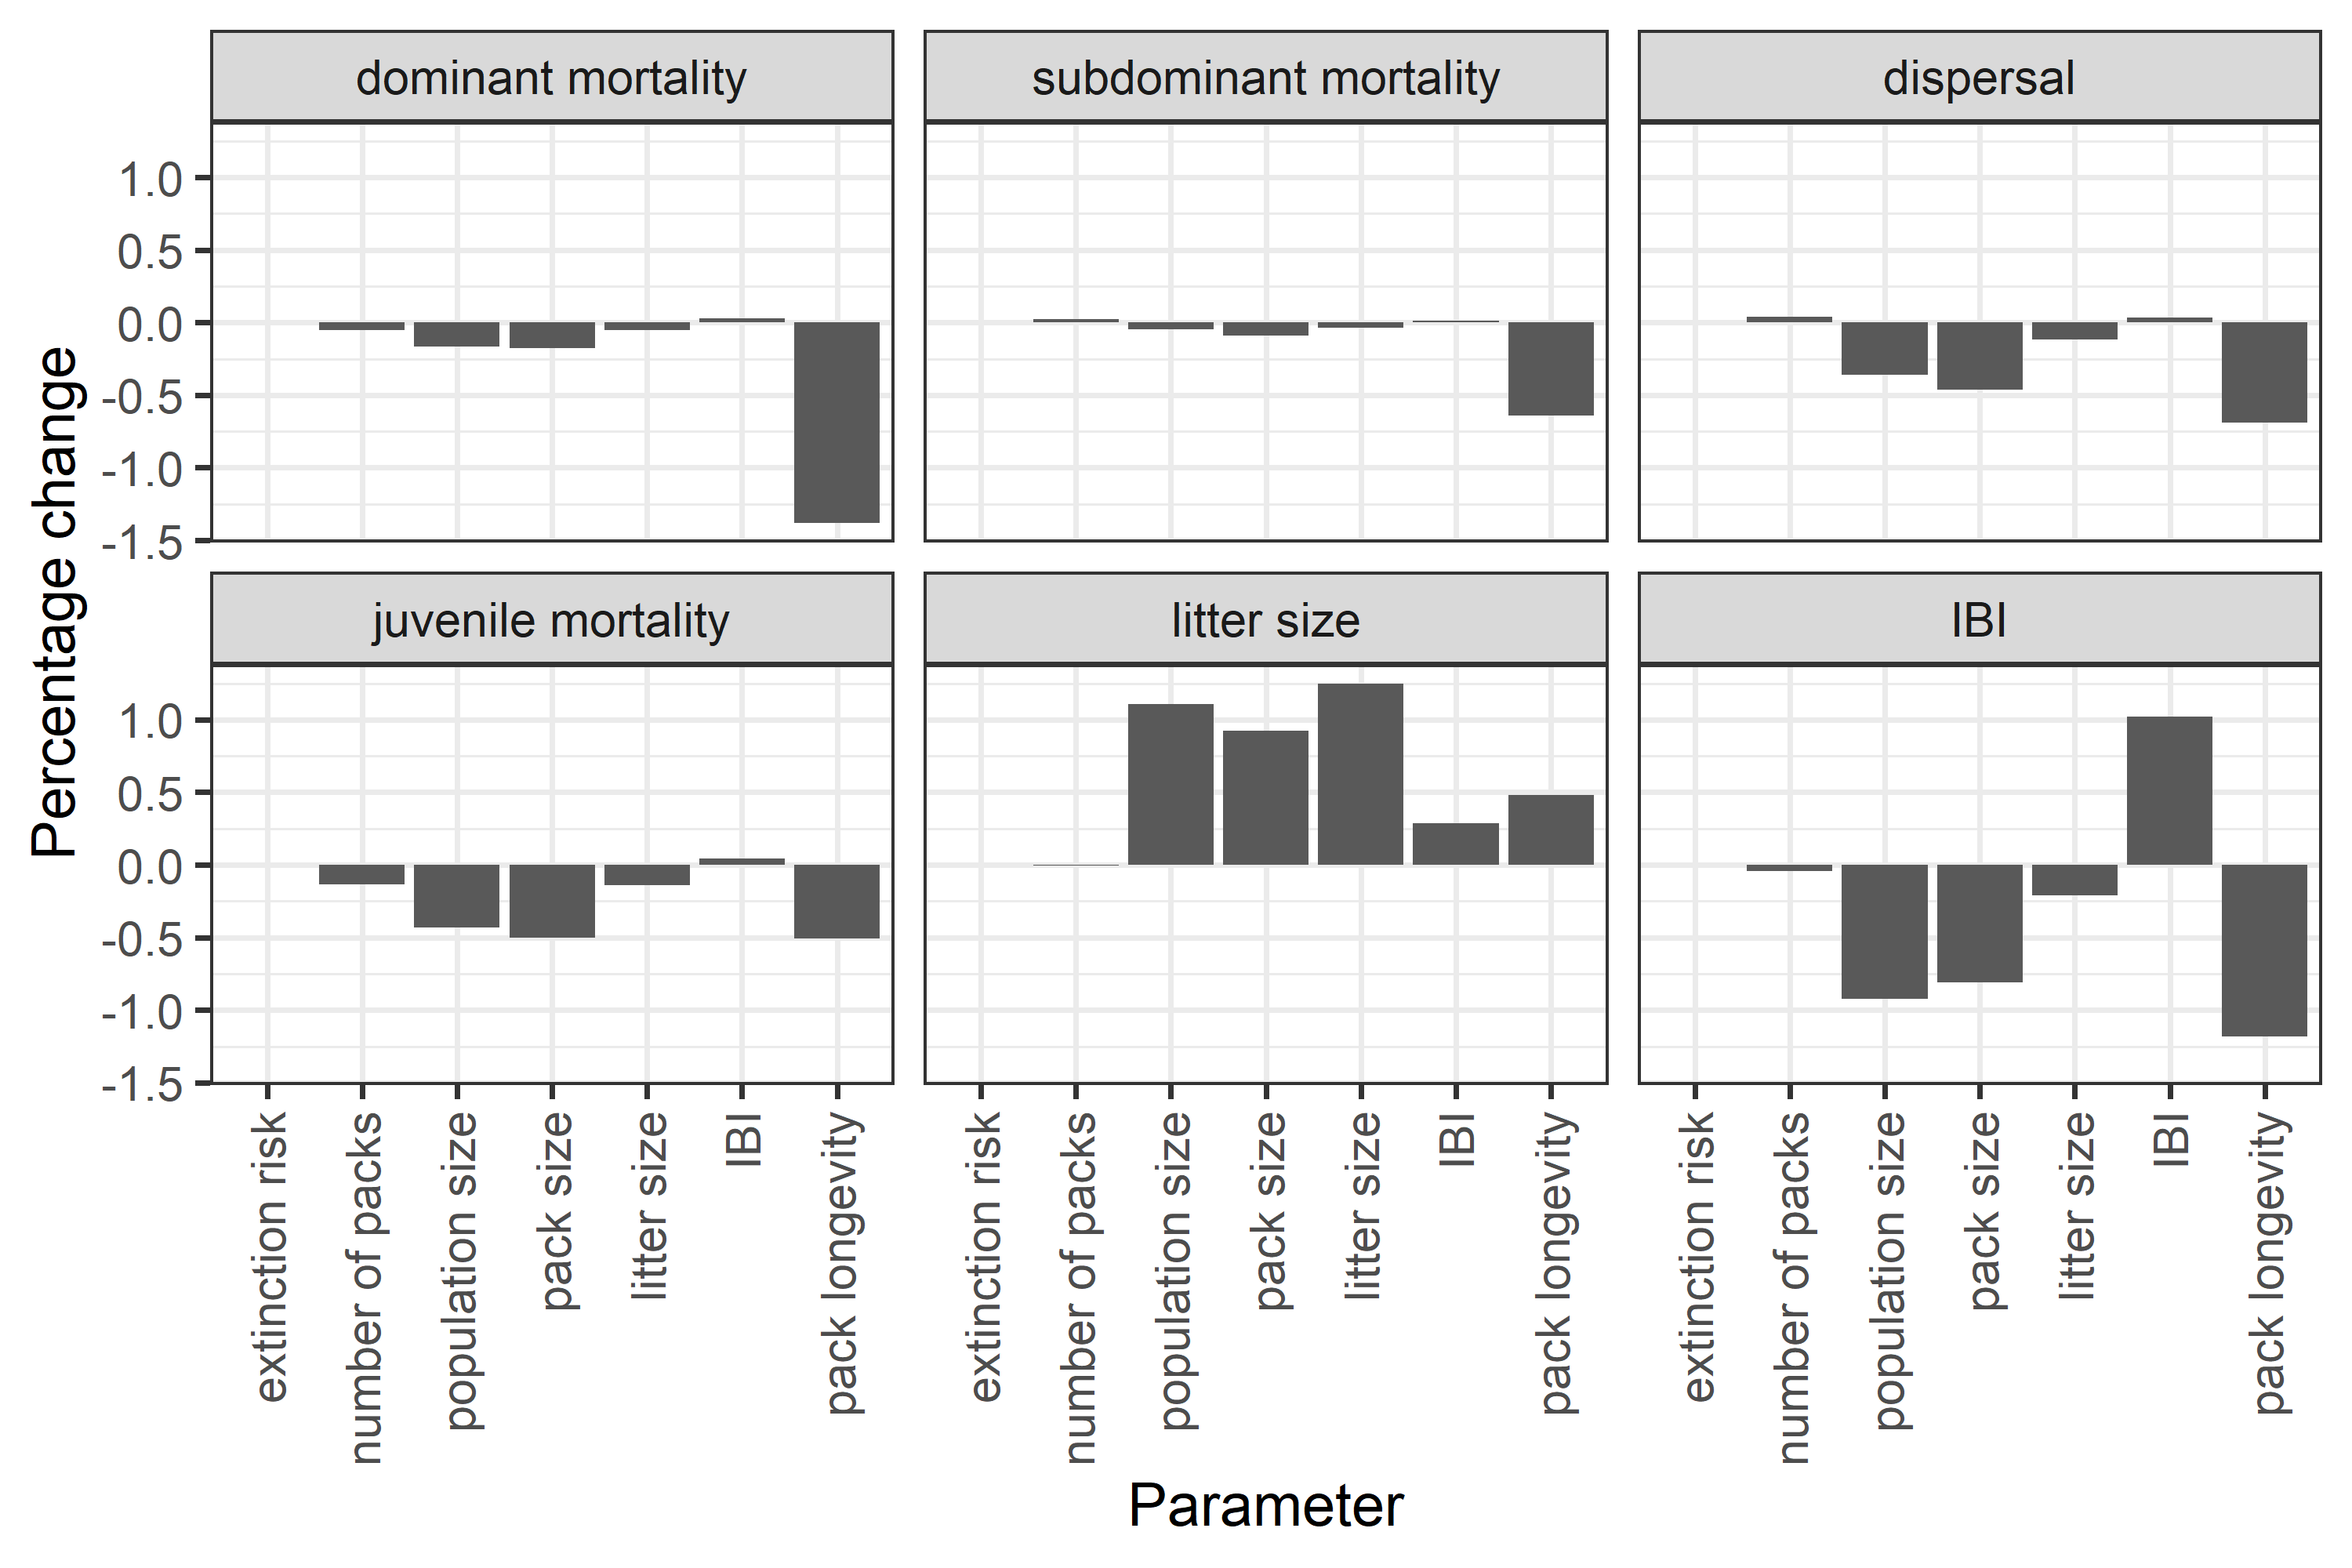 dominant mortality
subdominant mortality
dispersal
1.0
0.5
0.0
-0.5
-1.0
-1.5
juvenile mortality
litter size
IBI
1.0
0.5
0.0
-0.5
-1.0
-1.5
Percentage change
extinction risk
number of packs
population size
pack size
litter size
IBI
pack longevity
extinction risk
number of packs
population size
pack size
litter size
IBI
pack longevity
extinction risk
number of packs
population size
pack size
litter size
IBI
pack longevity
Parameter